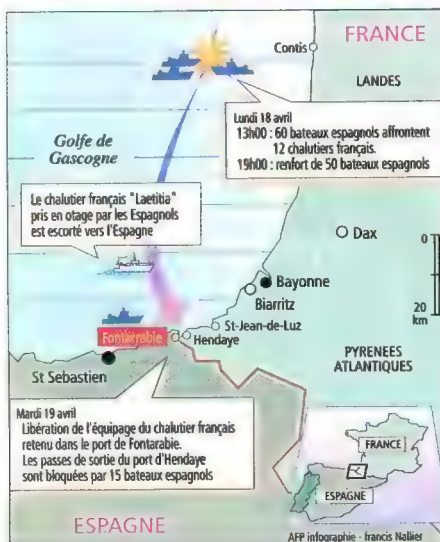 Contis
FRANCE
LANDES
Lundi 18 avril
13h00 : 60 bateaux espagnols affrontent
12 chalutiers français.
19h00 : renfort de 50 bateaux espagnols
Golfe de
Gascogne
Le chalutier français "Laetitia"
pris en otage par les Espagnols
est escorté vers l'Espagne
Dax
0
20
km
Bayonne
Biarritz
St-Jean-de-Luz
Fontarabie
Hendaye
St Sebastien
PYRENEES
ATLANTIQUES
Mardi 19 avril
Libération de l'équipage du chalutier français
retenu dans le port de Fontarabie.
Les passes de sortie du port d'Hendaye
sont bloquées par 15 bateaux espagnols
FRANCE
ESPAGNE
ESPAGNE
AFP infographie - francis Nallier